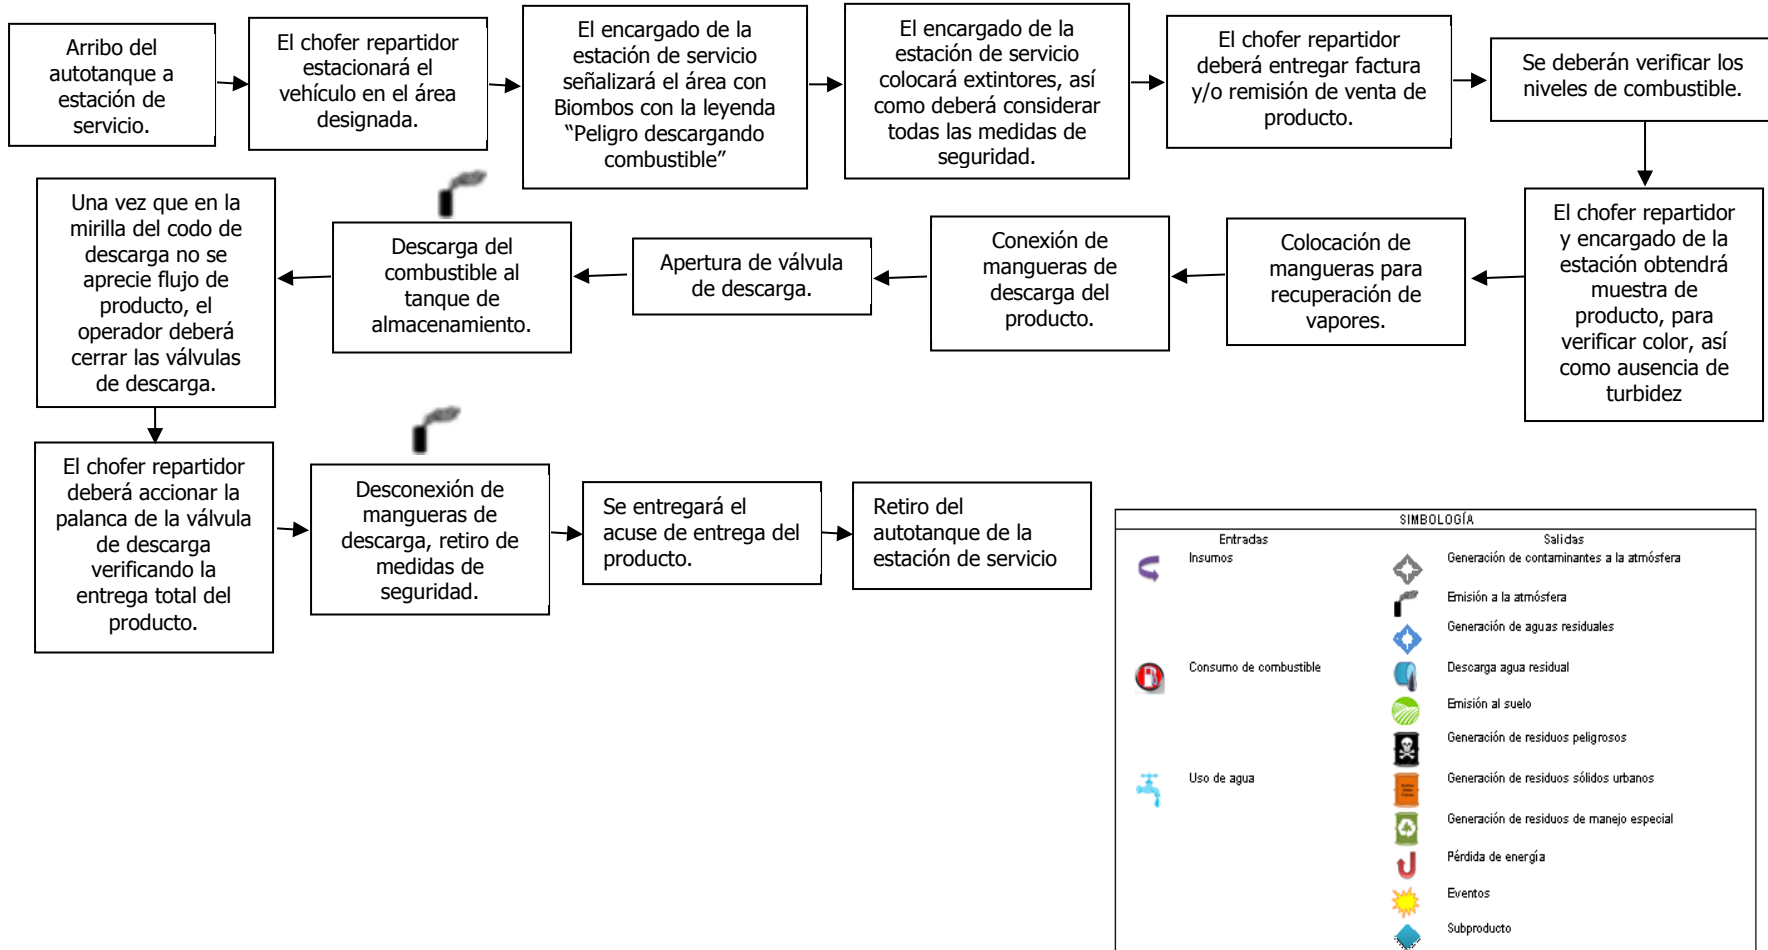 Arribo del
autotanque a
estación de
servicio.
El chofer repartidor
estacionará el
vehículo en el área
designada.
El encargado de la
estación de servicio
señalizará el área con
Biombos con la leyenda
“Peligro descargando
combustible”
El encargado de la
estación de servicio
colocará extintores, así
como deberá considerar
todas las medidas de
seguridad.
El chofer repartidor
deberá entregar factura
y/o remisión de venta de
producto.
Se deberán verificar los
niveles de combustible.
El chofer repartidor
y encargado de la
estación obtendrá
muestra de
producto, para
verificar color, así
como ausencia de
turbidez
Colocación de
mangueras para
recuperación de
vapores.
Conexión de
mangueras de
descarga del
producto.
Apertura de válvula
de descarga.
Descarga del
combustible al
tanque de
almacenamiento.
Una vez que en la
mirilla del codo de
descarga no se
aprecie flujo de
producto, el
operador deberá
cerrar las válvulas
de descarga.
El chofer repartidor
deberá accionar la
palanca de la válvula
de descarga
verificando la
entrega total del
producto.
Desconexión de
mangueras de
descarga, retiro de
medidas de
seguridad.
Se entregará el
acuse de entrega del
producto.
Retiro del
autotanque de la
estación de servicio
SIMBOLOGÍA
Entradas
Insumos
Consumo de combustible
Uso de agua
Salidas
Generación de contaminantes a la atmósfera
Emisión a la atmósfera
Generación de aguas residuales
Descarga agua residual
Emisión al suelo
Generación de residuos peligrosos
Generación de residuos sólidos urbanos
Generación de residuos de manejo especial
Pérdida de energía
Eventos
Subproducto